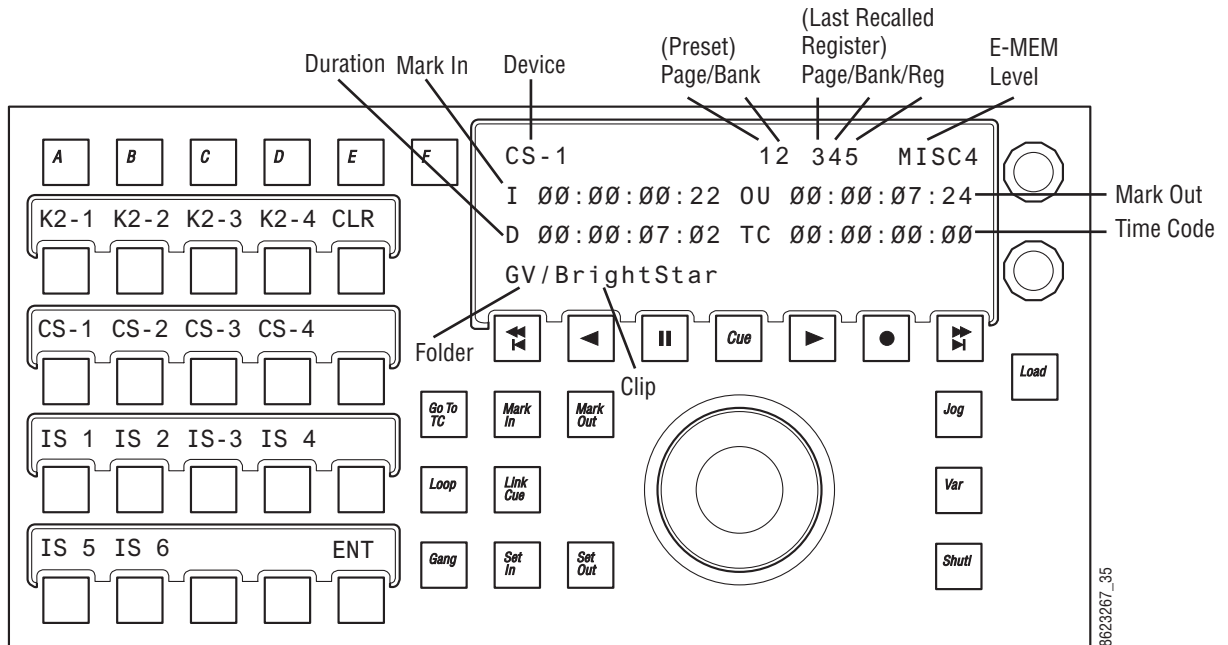 (Last Recalled
Register)
Page/Bank/Reg
(Preset)
Page/Bank
E-MEM
Level
Duration
Mark In
Device
A
B
C
D
E
F
CS-1
12
345
MISC4
I ØØ:ØØ:ØØ:22 OU ØØ:ØØ:Ø7:24
Mark Out
D ØØ:ØØ:Ø7:Ø2 TC ØØ:ØØ:ØØ:ØØ
Time Code
GV/BrightStar
K2-1 K2-2 K2-3 K2-4 CLR
CS-1 CS-2 CS-3 CS-4
Cue
Folder
Clip
Load
Go To
TC
Mark
In
Mark
Out
Jog
IS 1 IS 2 IS-3 IS 4
Loop
Link
Cue
Var
IS 5 IS 6 ENT
Gang
Set
In
Set
Out
Shutl
8623267_35